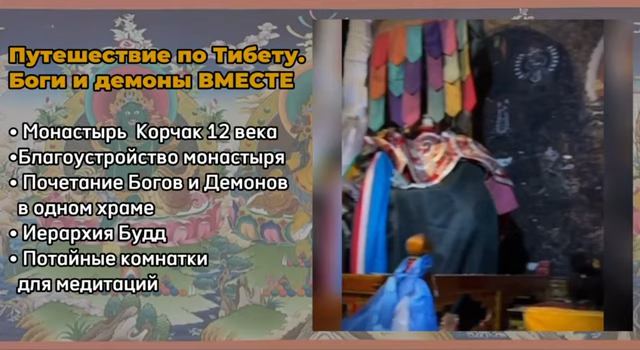 Путешествие по Тибету.
Боги и демоны ВМЕСТЕ
• Монастырь Корчак 12 века
•Благоустройство монастыря
• Почетание Богов и Демонов
в одном храме
• Иерархия Будд
• Потайные комнатки
для медитаций